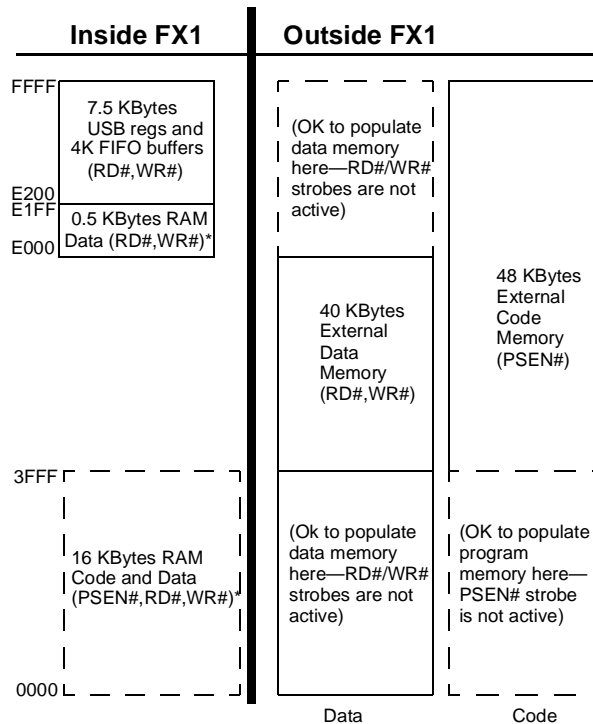 Inside FX1
Outside FX1
FFFF
7.5 KBytes
USB regs and
4K FIFO buffers
(RD#,WR#)
E200
E1FF
0.5 KBytes RAM
Data (RD#,WR#)*
E000
(OK to populate
data memory
here—RD#/WR#
strobes are not
active)
40 KBytes
External
Data
Memory
(RD#,WR#)
48 KBytes
External
Code
Memory
(PSEN#)
3FFF
16 KBytes RAM
Code and Data
(PSEN#,RD#,WR#)*
(Ok to populate
data memory
here—RD#/WR#
strobes are not
active)
(OK to populate
program
memory here—
PSEN# strobe
is not active)
0000
Data
Code